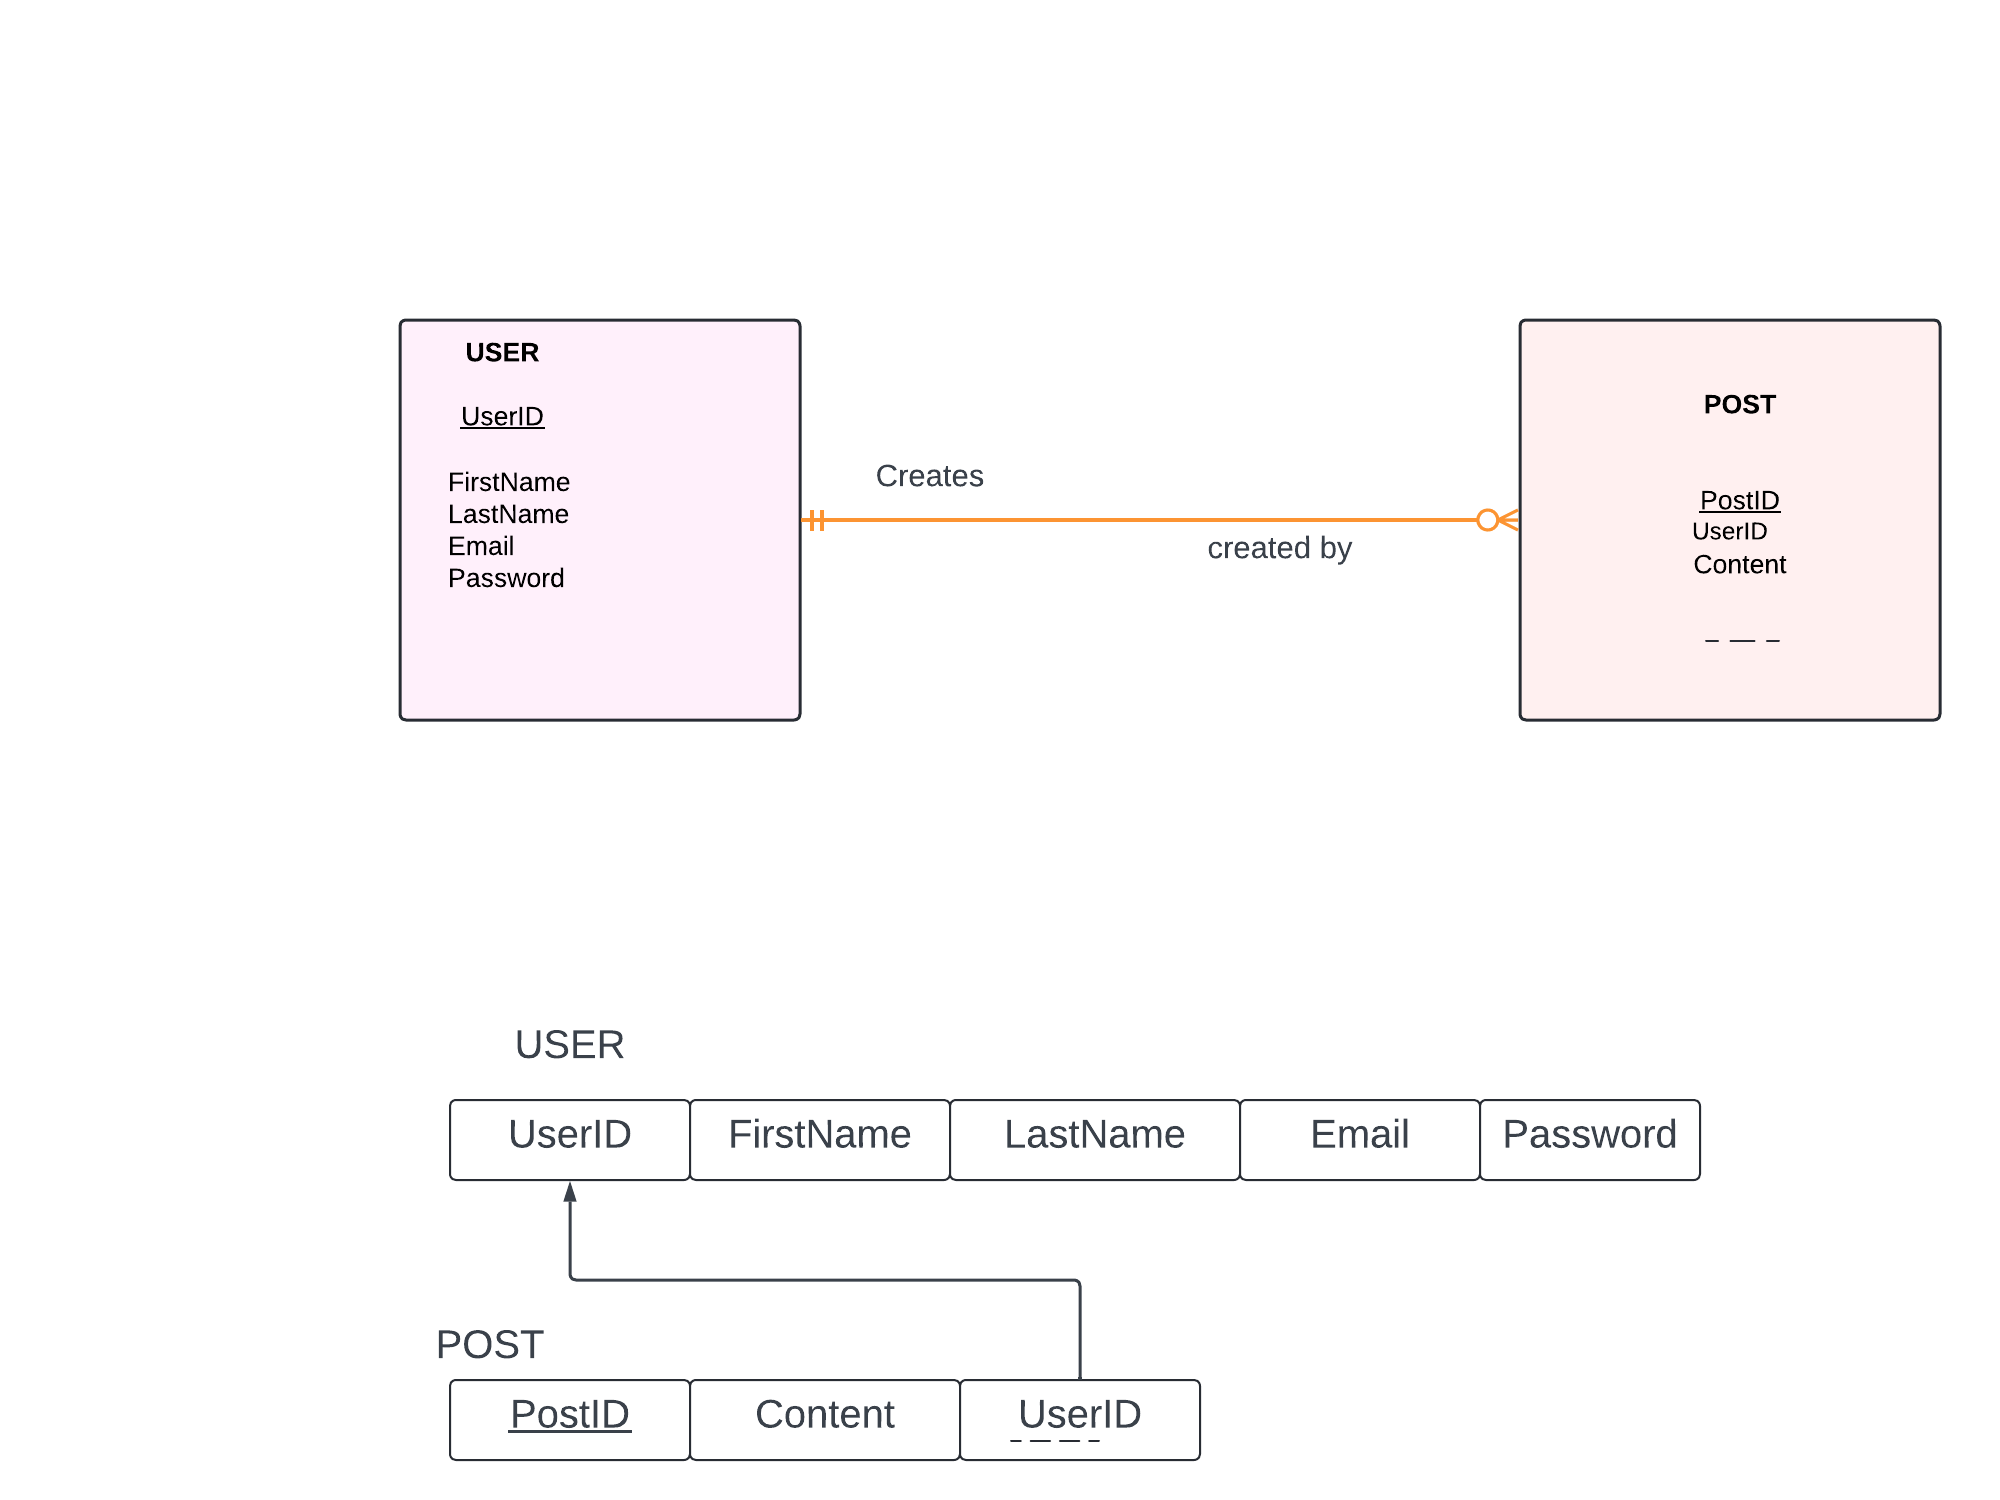 USER
UserID
FirstName
LastName
Email
Password
Creates
created by
POST
PostID
UserID
Content
USER
UserID FirstName LastName Email Password
POST
PostID Content UserID